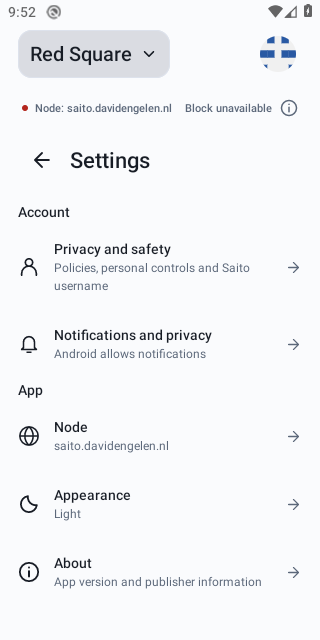 9:52
Red Square
Node: saito.davidengelen.nl Block unavailable
Settings
Account
Privacy and safety
Policies, personal controls and Saito
username
Notifications and privacy
Android allows notifications
App
Node
saito.davidengelen.nl
Appearance
Light
About
App version and publisher information